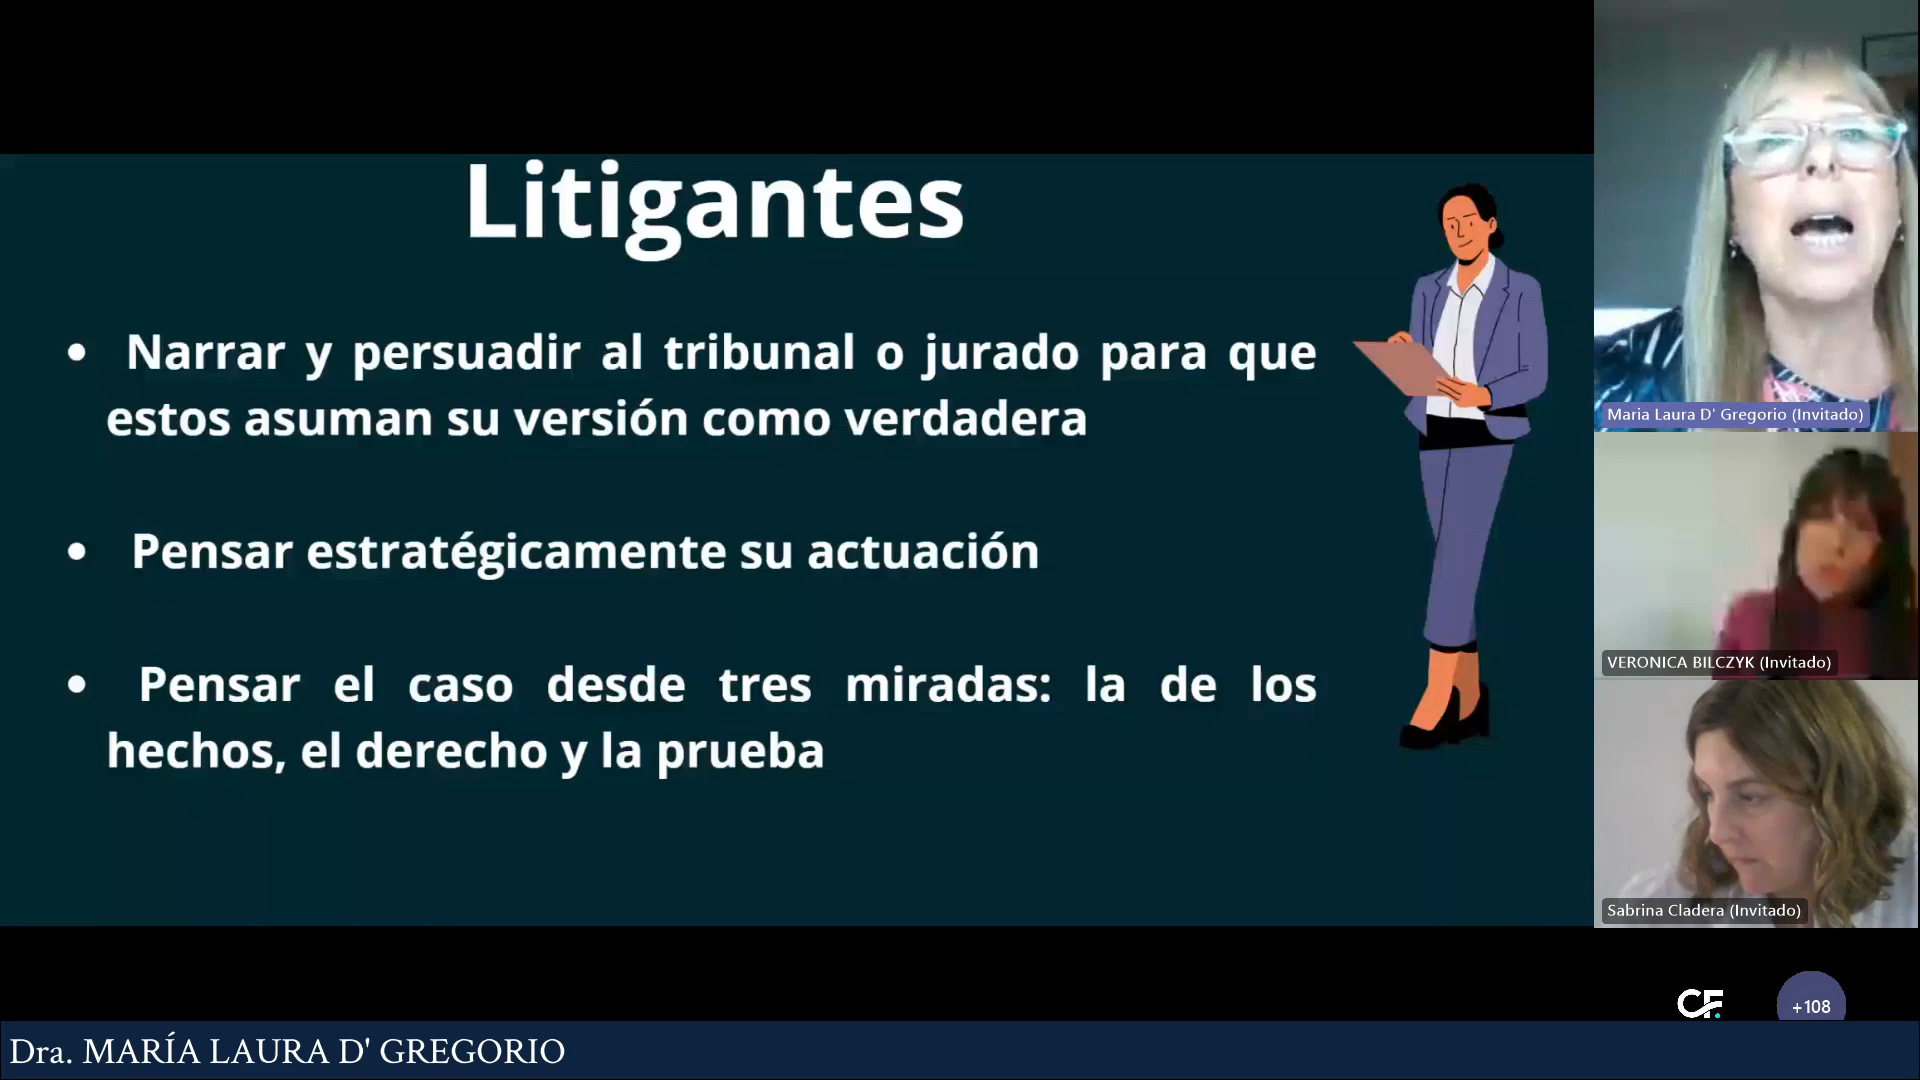 Litigantes
• Narrar y persuadir al tribunal o jurado para que
estos asuman su versión como verdadera
• Pensar estratégicamente su actuación
• Pensar el caso desde tres miradas: la de los
hechos, el derecho y la prueba
Maria Laura D' Gregorio (Invitado)
VERONICA BILCZYK (Invitado)
Sabrina Cladera (Invitado)
CF.
+108
Dra. MARÍA LAURA D' GREGORIO